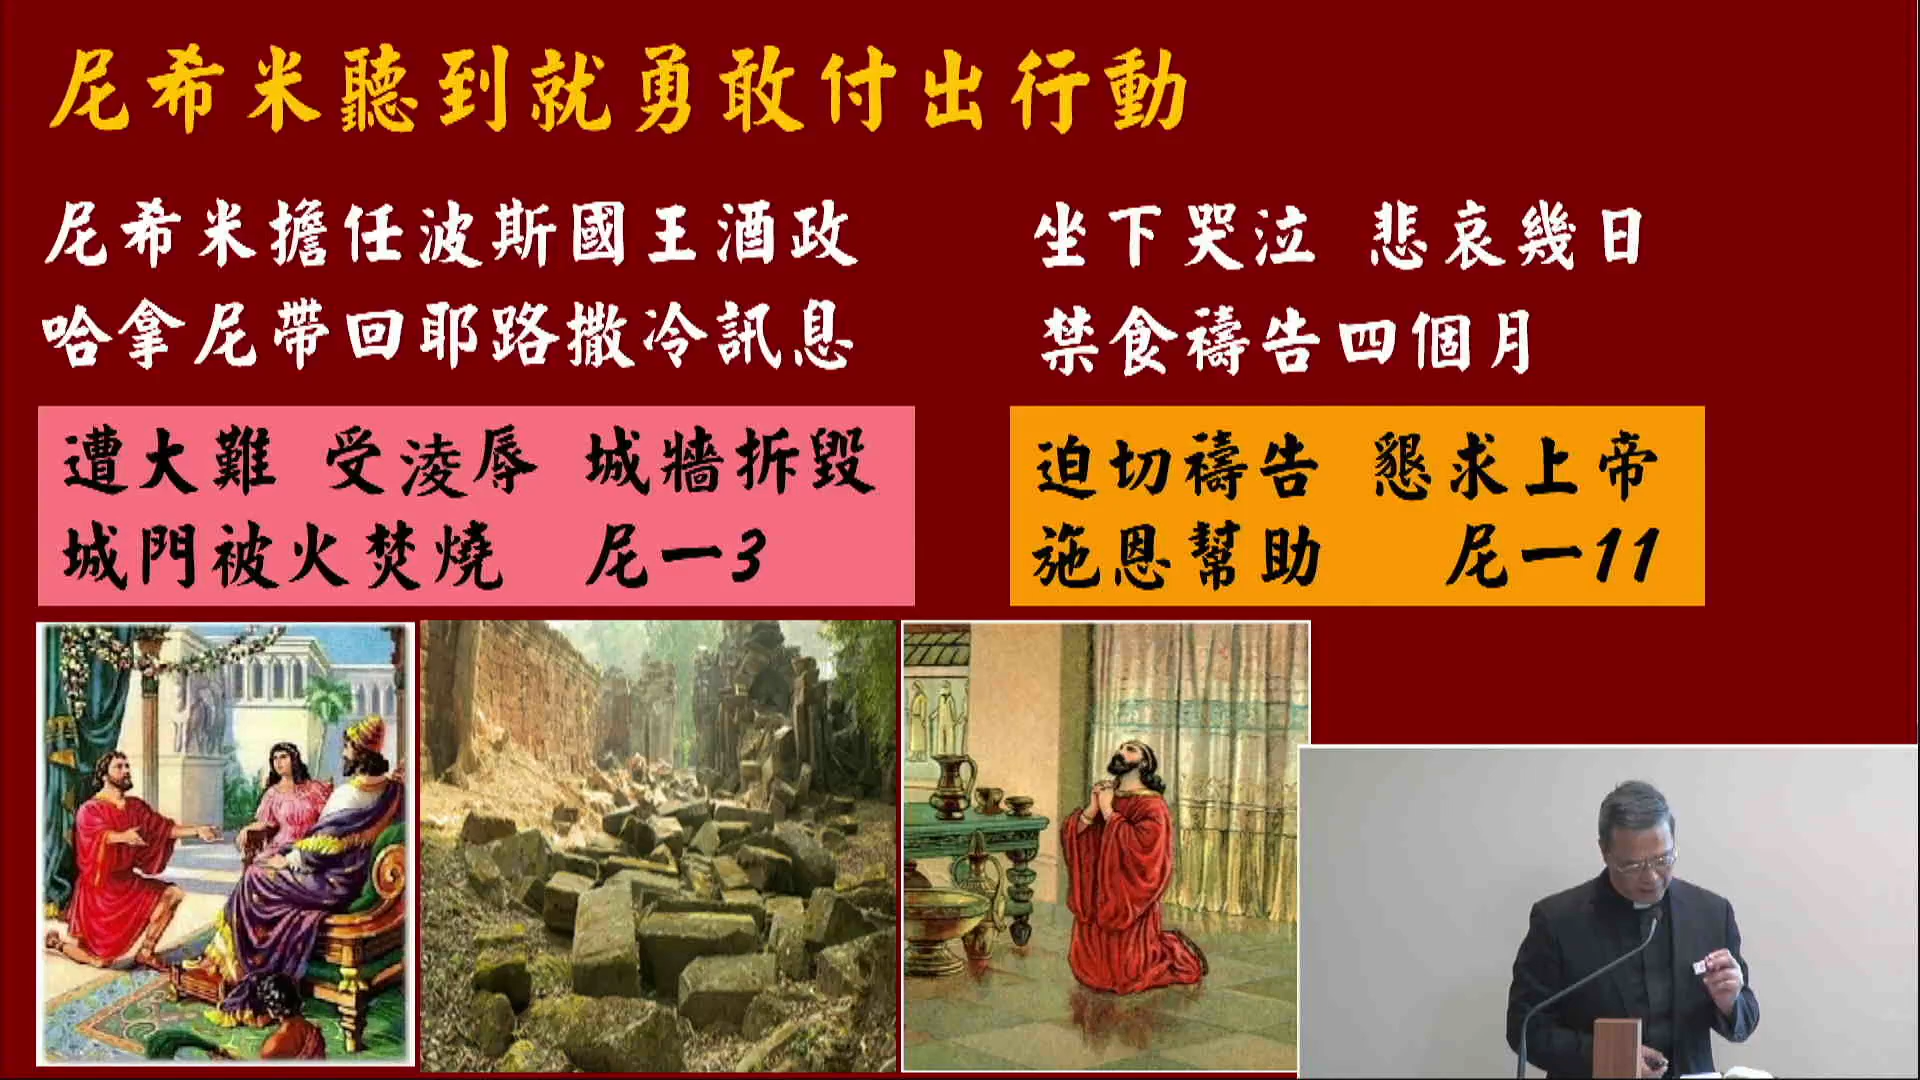 尼希米聽到就勇敢付出行動
尼希米擔任波斯國王酒政
哈拿尼帶回耶路撒冷訊息
遭大難 受淩辱 城牆拆毀
城門被火焚燒 尼一3
坐下哭泣 悲哀幾日
禁食禱告四個月
迫切禱告 懇求上帝
施恩幫助 尼一11